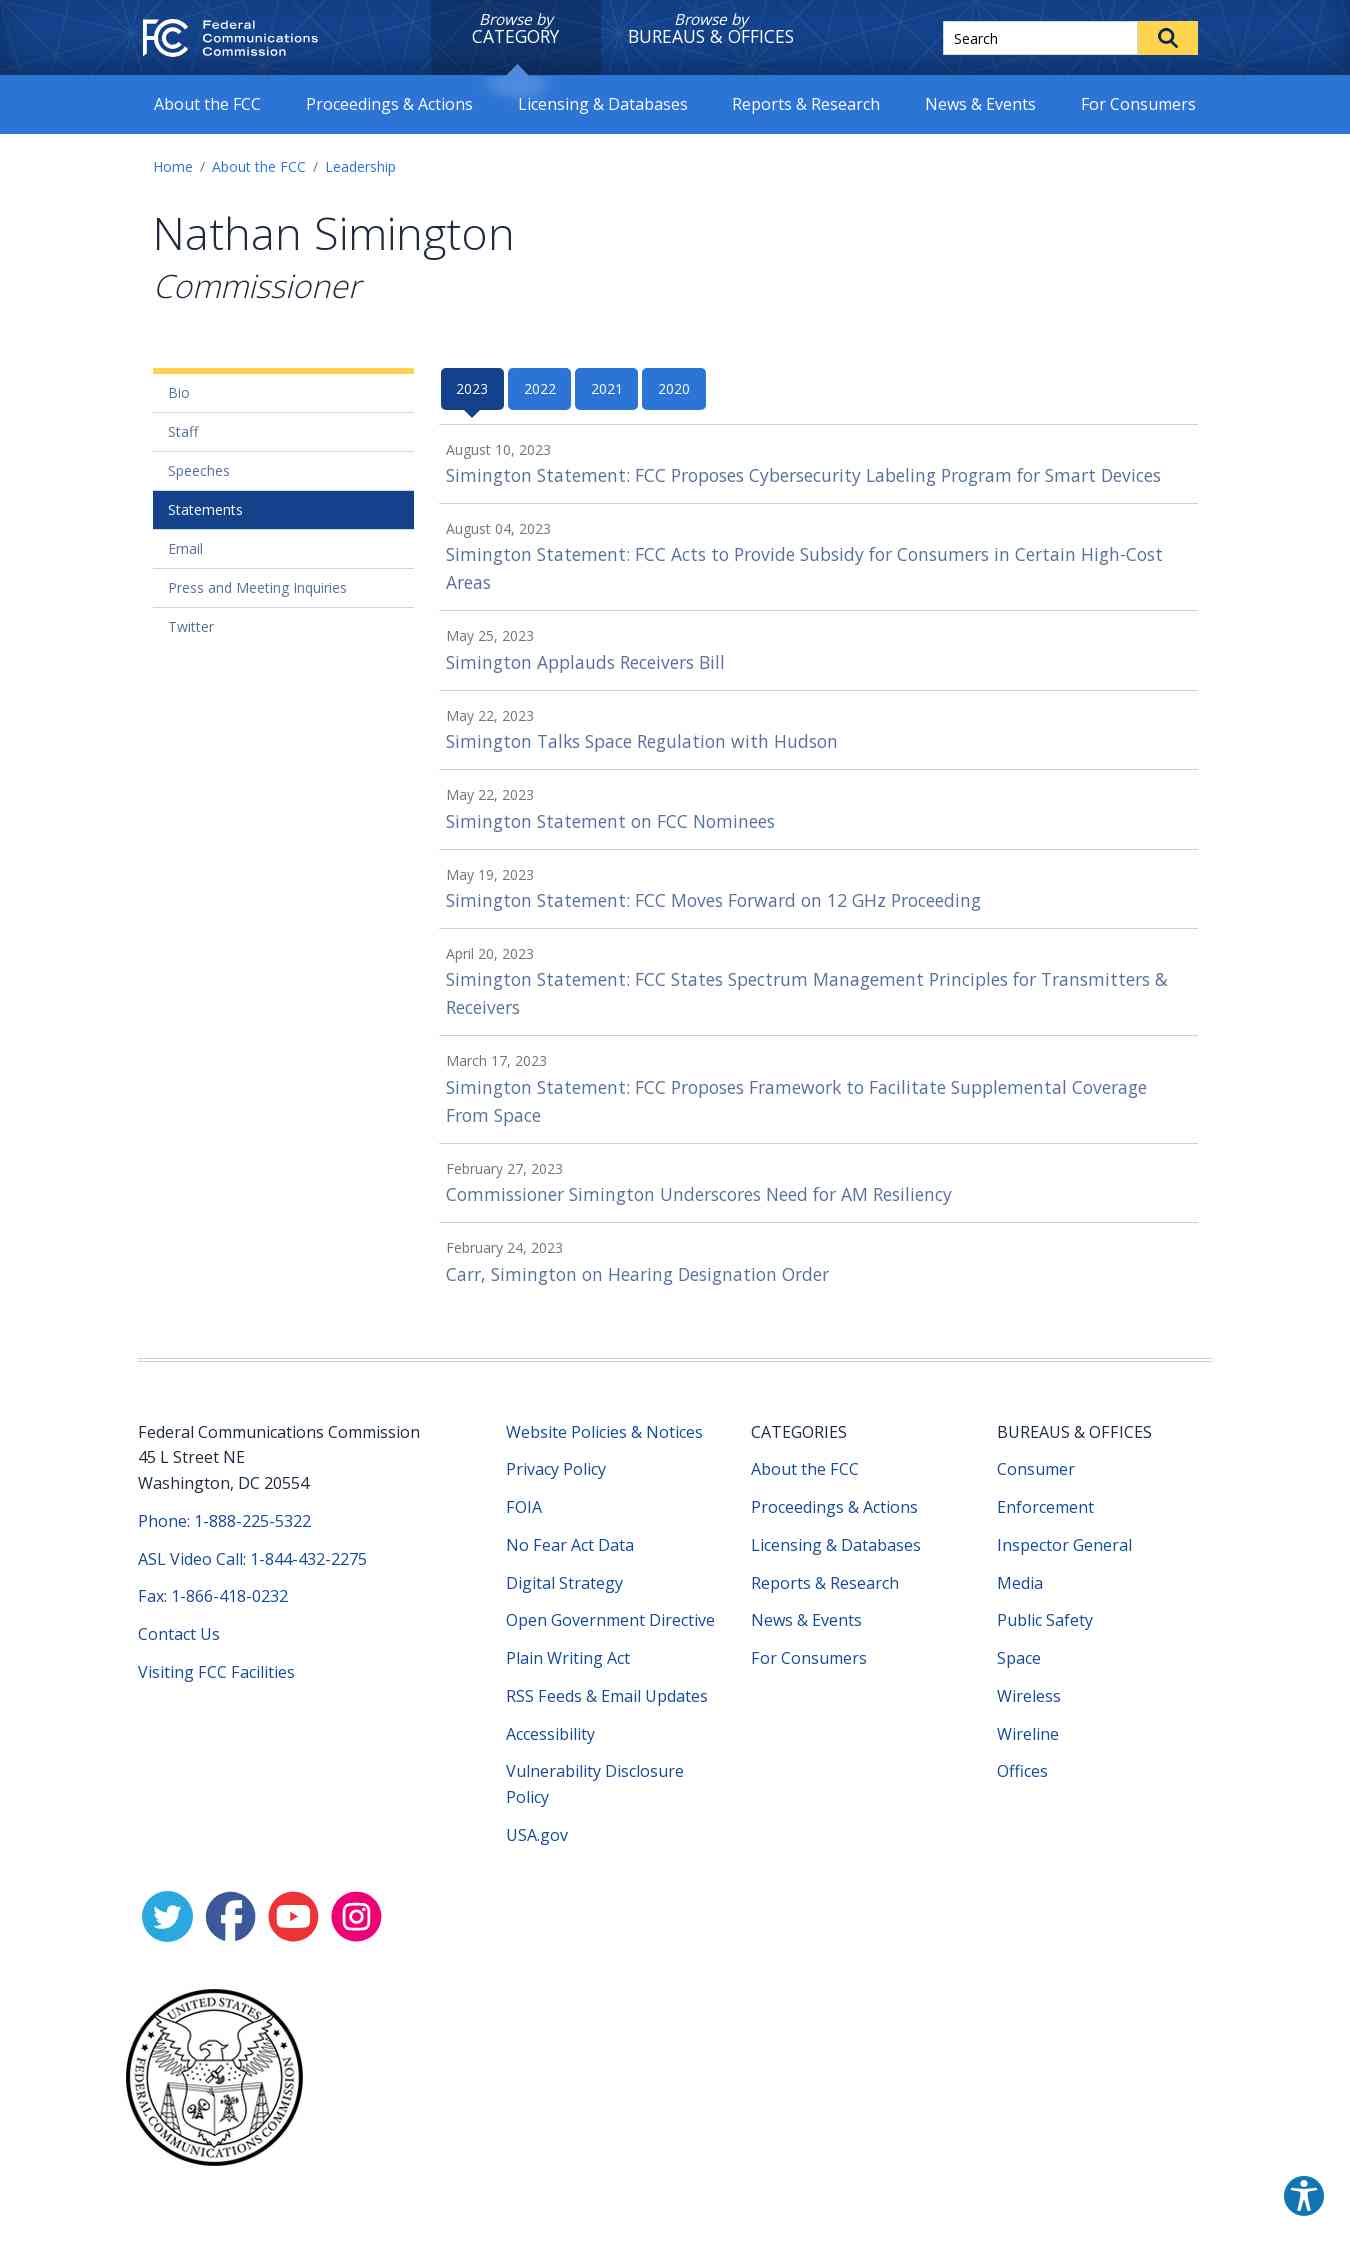 FCC Federal
Communications
Commission
Browse by
CATEGORY
Browse by
BUREAUS & OFFICES
Search
About the FCC
Proceedings & Actions
Licensing & Databases
Reports & Research
News & Events
For Consumers
Home / About the FCC / Leadership
Nathan Simington
Commissioner
Bio
Staff
Speeches
Statements
Email
Press and Meeting Inquiries
Twitter
2023 2022 2021 2020
August 10, 2023
Simington Statement: FCC Proposes Cybersecurity Labeling Program for Smart Devices
August 04, 2023
Simington Statement: FCC Acts to Provide Subsidy for Consumers in Certain High-Cost
Areas
May 25, 2023
Simington Applauds Receivers Bill
May 22, 2023
Simington Talks Space Regulation with Hudson
May 22, 2023
Simington Statement on FCC Nominees
May 19, 2023
Simington Statement: FCC Moves Forward on 12 GHz Proceeding
April 20, 2023
Simington Statement: FCC States Spectrum Management Principles for Transmitters &
Receivers
March 17, 2023
Simington Statement: FCC Proposes Framework to Facilitate Supplemental Coverage
From Space
February 27, 2023
Commissioner Simington Underscores Need for AM Resiliency
February 24, 2023
Carr, Simington on Hearing Designation Order
Federal Communications Commission
45 L Street NE
Washington, DC 20554
Phone: 1-888-225-5322
ASL Video Call: 1-844-432-2275
Fax: 1-866-418-0232
Contact Us
Visiting FCC Facilities
Website Policies & Notices
Privacy Policy
FOIA
No Fear Act Data
Digital Strategy
Open Government Directive
Plain Writing Act
RSS Feeds & Email Updates
Accessibility
Vulnerability Disclosure
Policy
USA.gov
CATEGORIES
About the FCC
Proceedings & Actions
Licensing & Databases
Reports & Research
News & Events
For Consumers
BUREAUS & OFFICES
Consumer
Enforcement
Inspector General
Media
Public Safety
Space
Wireless
Wireline
Offices
UNITED STATES
FEDERAL COMMUNICATIONS COMMISSION